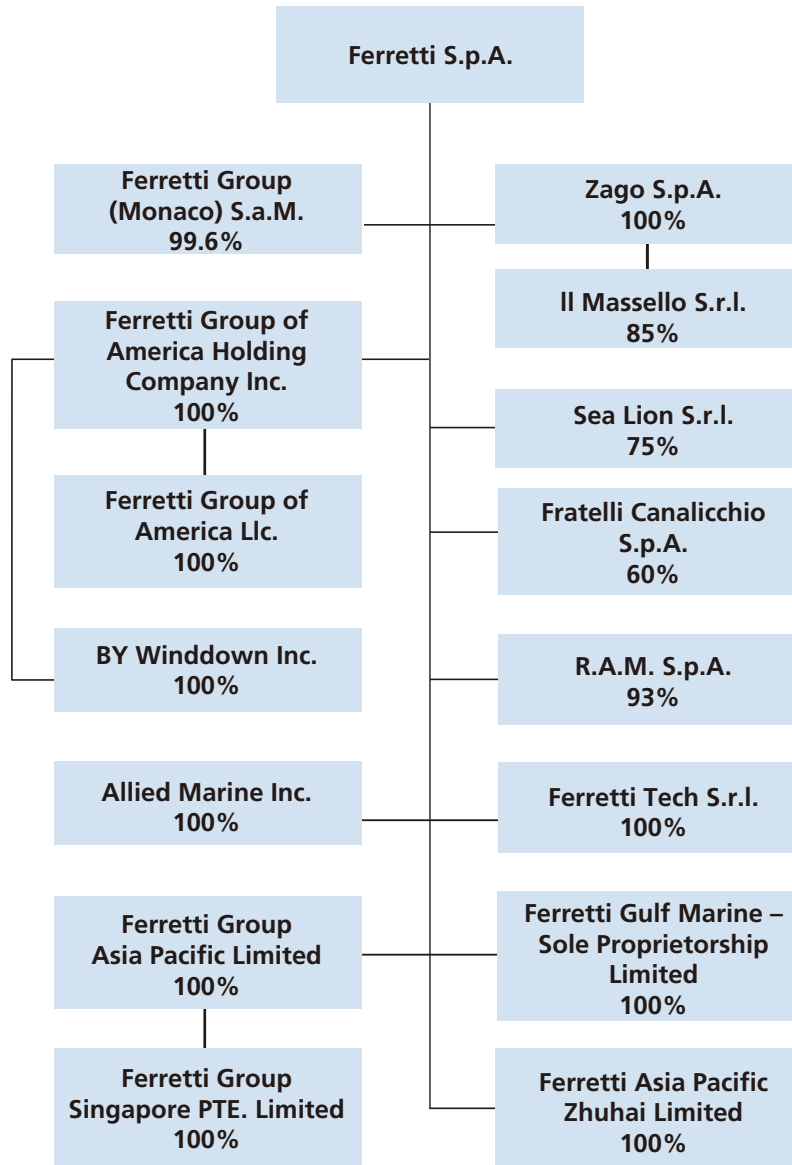 Ferretti S.p.A.
Ferretti Group
(Monaco) S.a.M.
99.6%
Zago S.p.A.
100%
ll Massello S.r.l.
85%
Ferretti Group of
America Holding
Company Inc.
100%
Sea Lion S.r.l.
75%
Ferretti Group of
America Llc.
100%
Fratelli Canalicchio
S.p.A.
60%
BY Winddown Inc.
100%
R.A.M. S.p.A.
93%
Allied Marine Inc.
100%
Ferretti Tech S.r.l.
100%
Ferretti Group
Asia Pacific Limited
100%
Ferretti Gulf Marine –
Sole Proprietorship
Limited
100%
Ferretti Group
Singapore PTE. Limited
100%
Ferretti Asia Pacific
Zhuhai Limited
100%